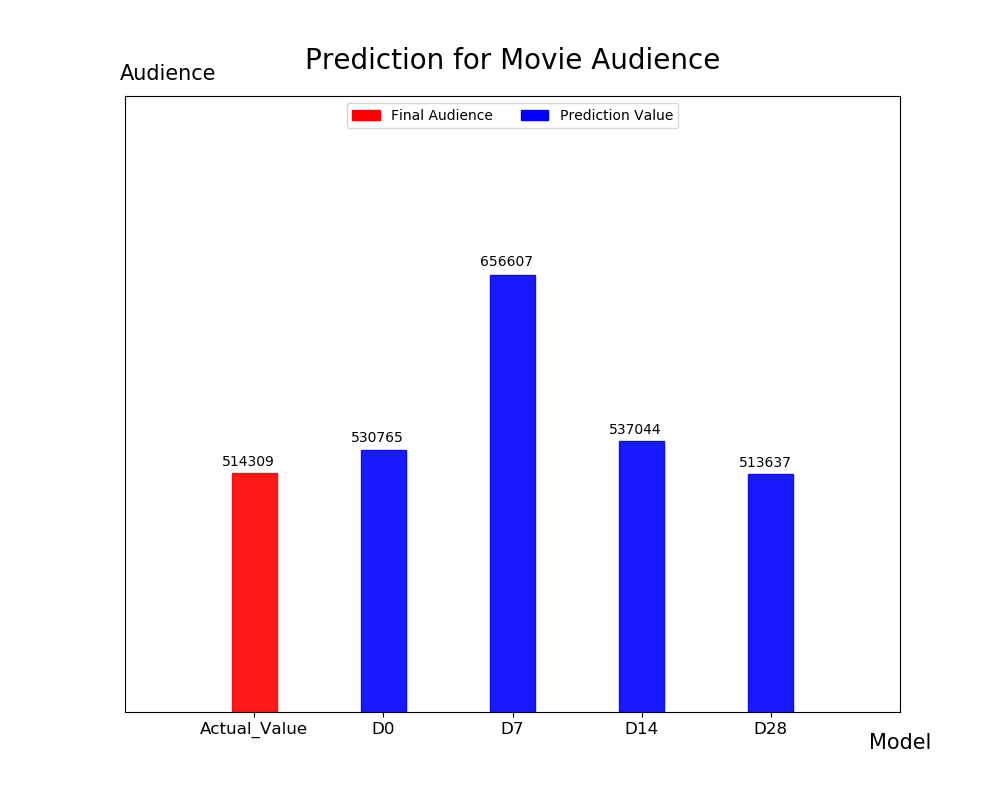 Prediction for Movie Audience
Audience
Final Audience Prediction Value
656607
537044
530765
514309
513637
Actual_Value D0 D7 D14 D28
Model